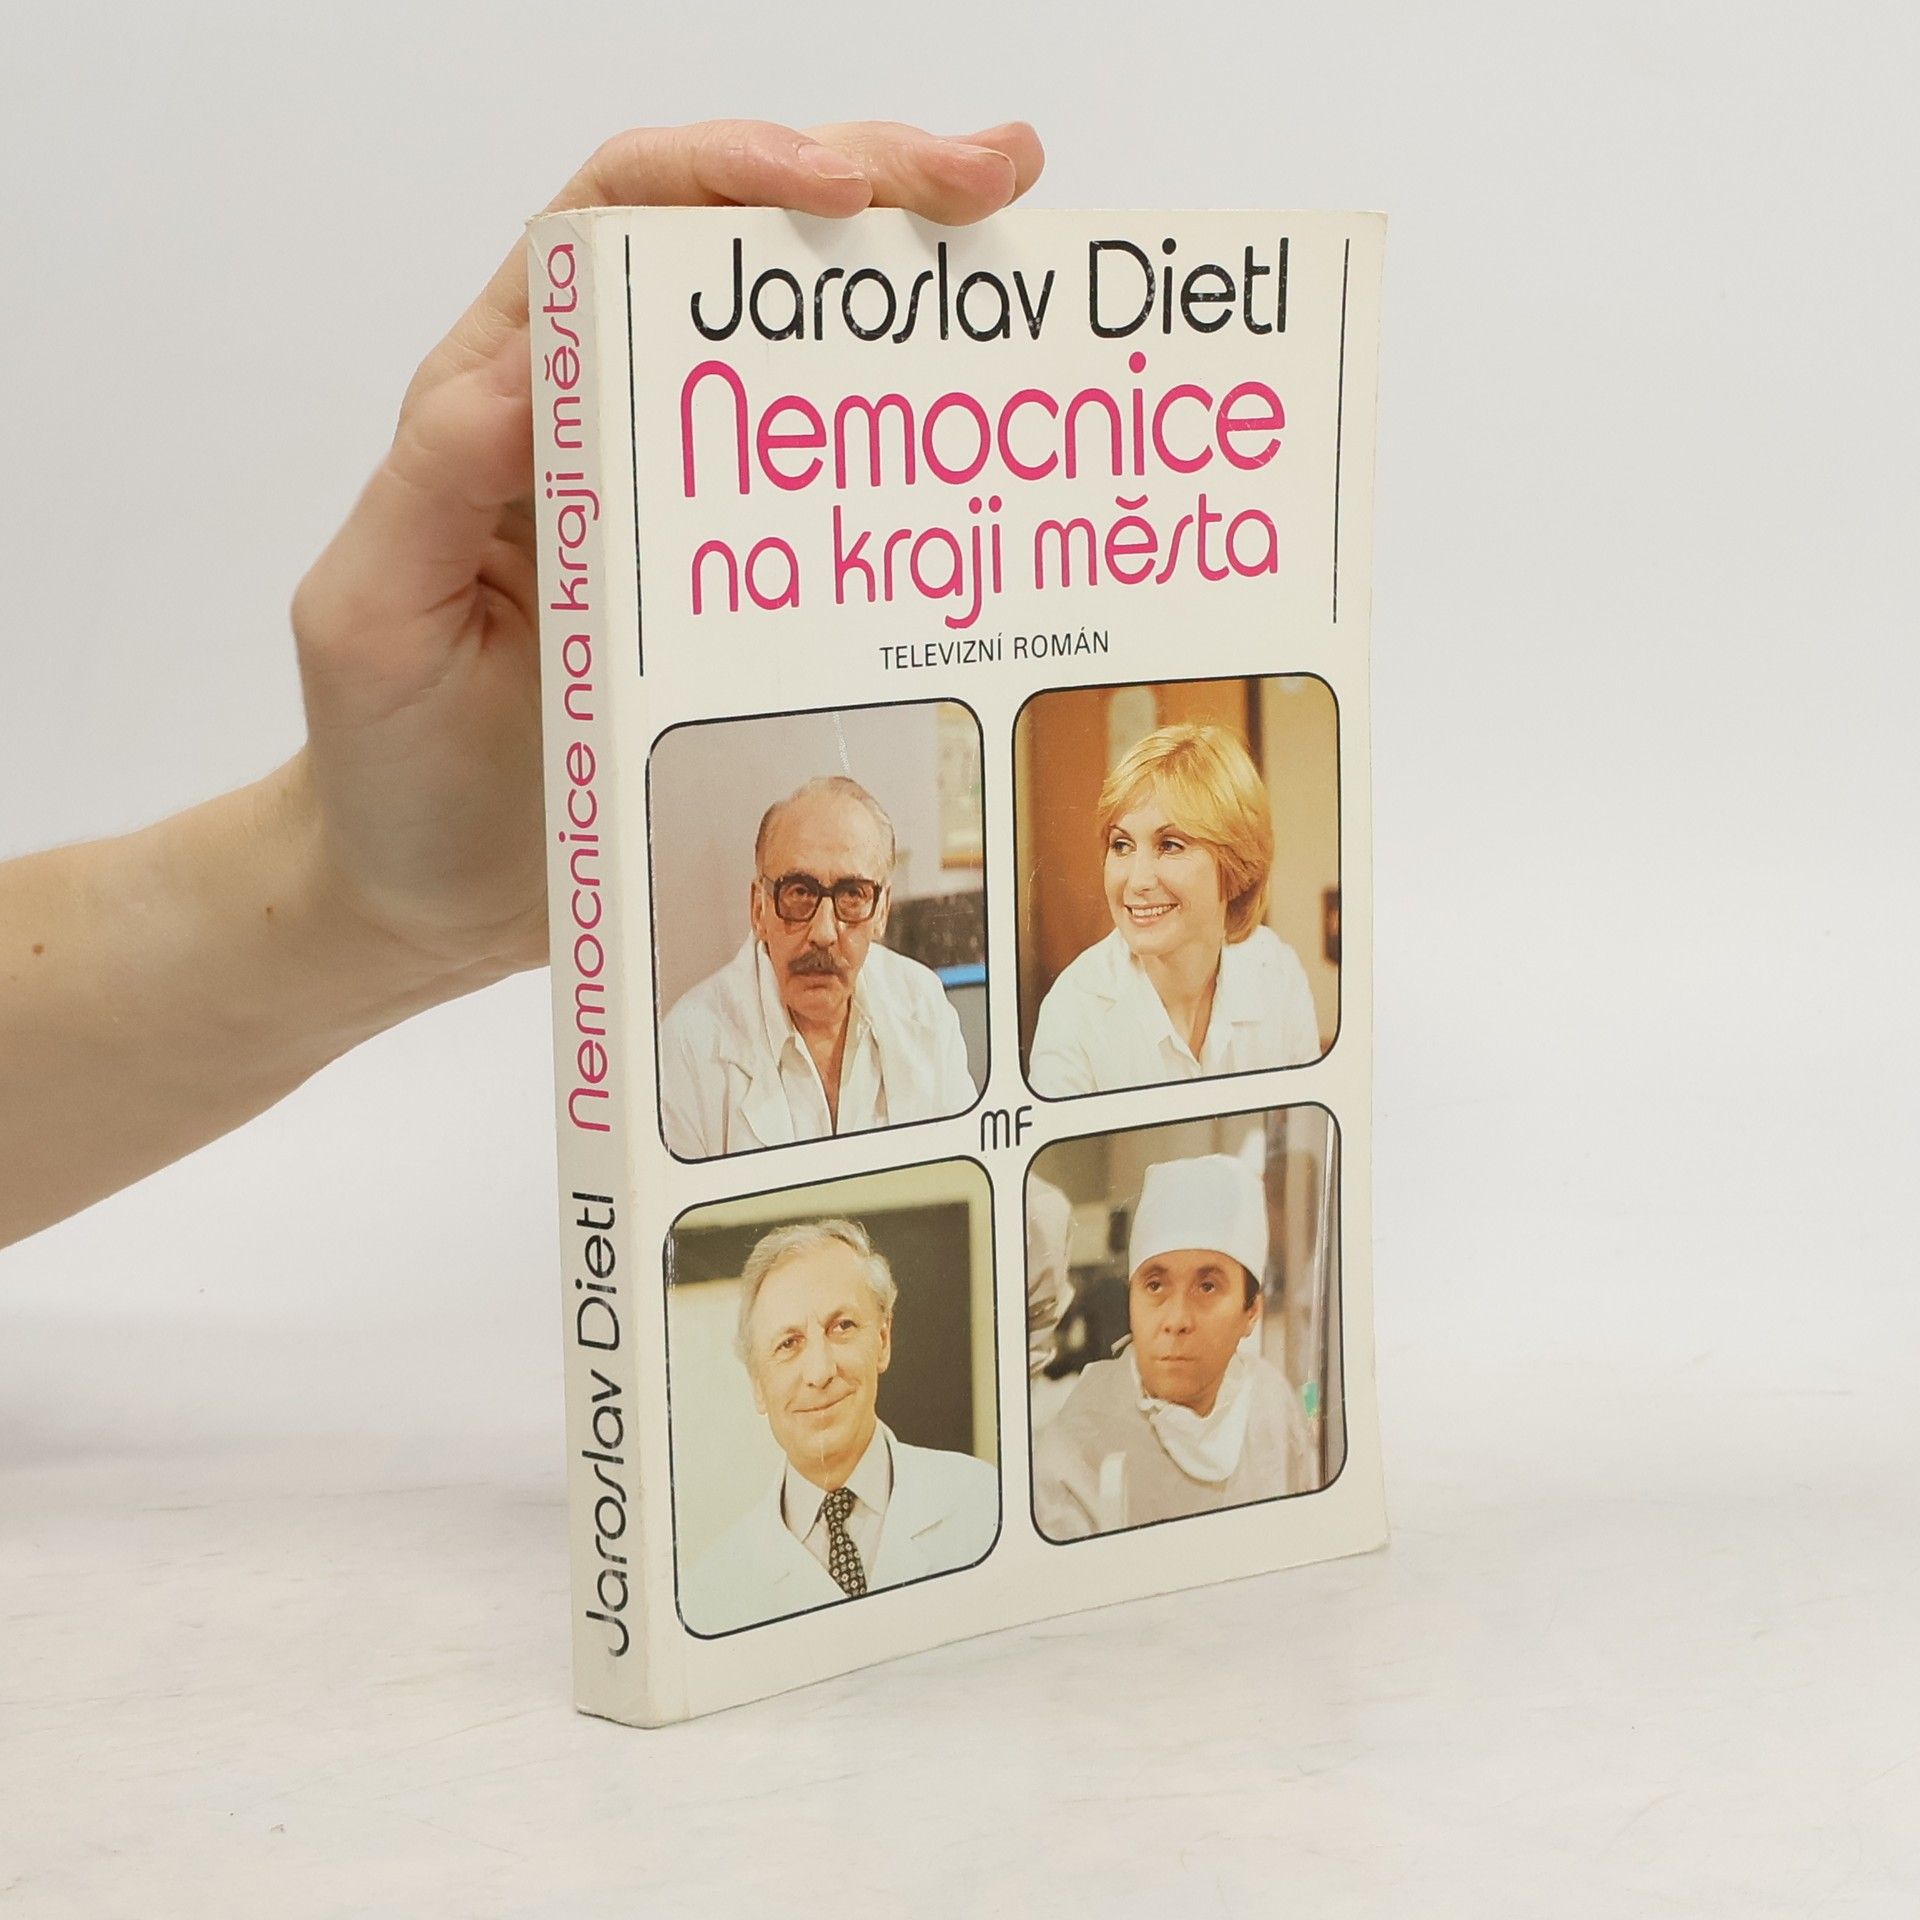 Jaroslav Dietl
Nemocnice
na kraji města
TELEVIZNÍ ROMÁN
MF
Jaroslav Dietl Nemocnice na kraji města